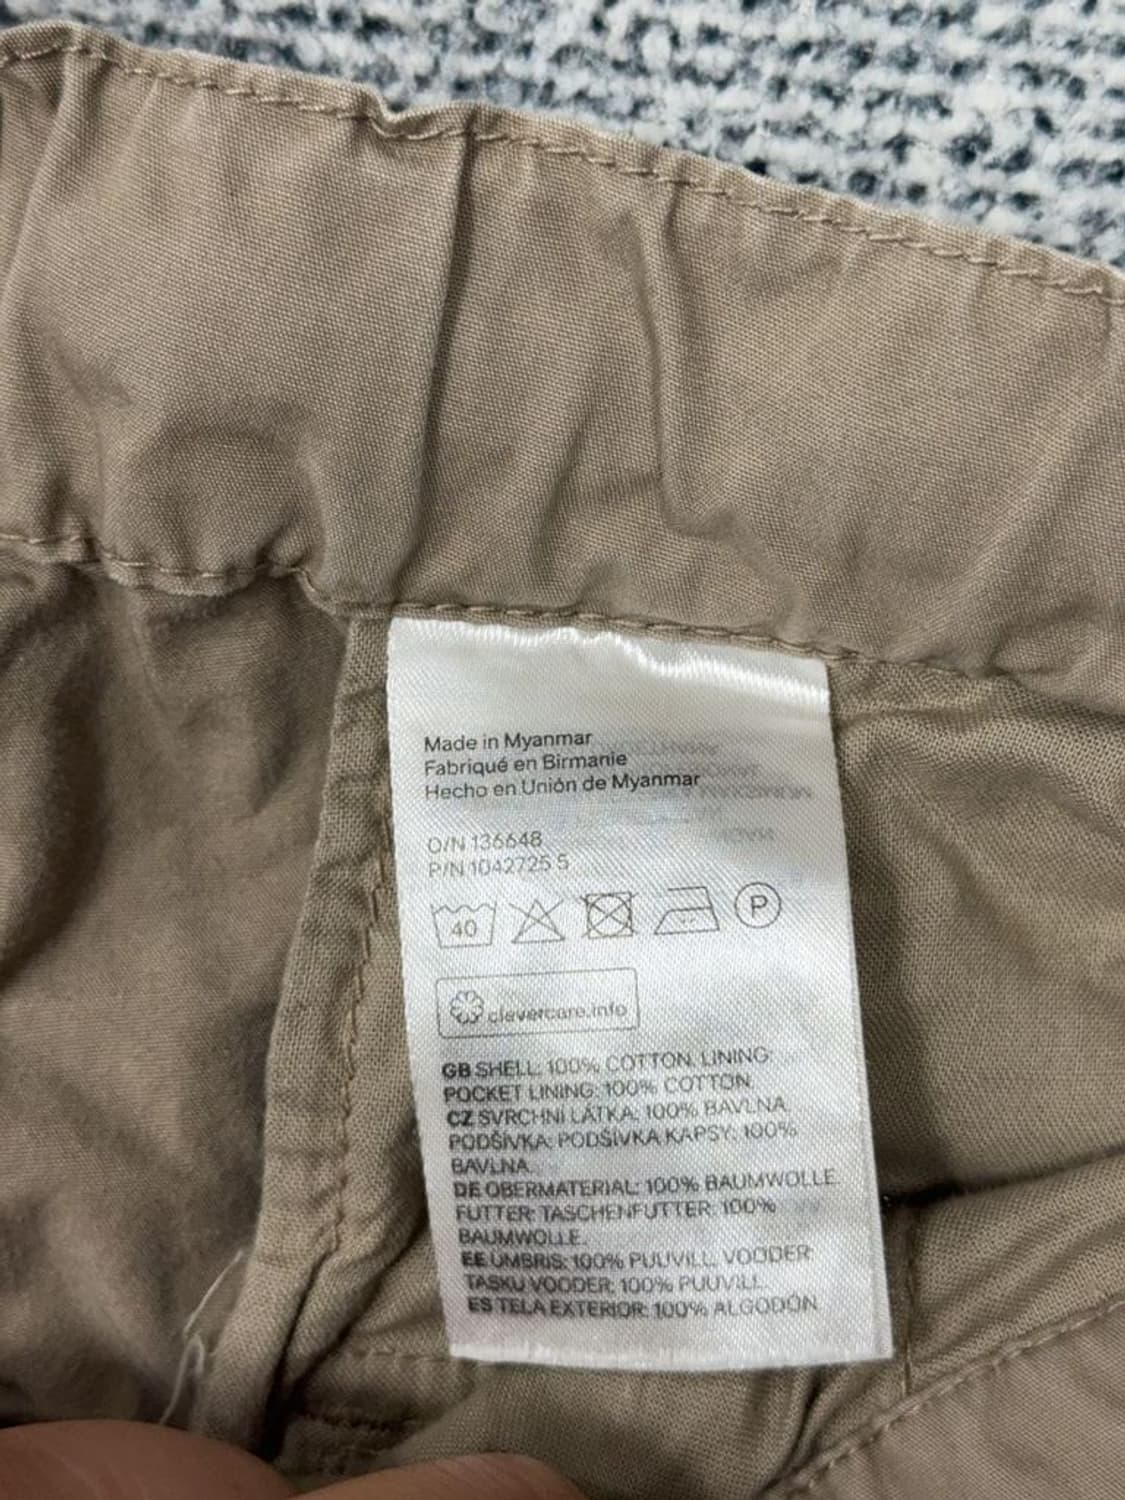 Made in Myanmar
Fabriqué en Birmanie
Hecho en Unión de Myanmar
O/N 136648
P/N 1042725 5
40 P
clevercare.info
GB SHELL: 100% COTTON. LINING:
POCKET LINING: 100% COTTON.
CZ SVRCHNÍ LÁTKA: 100% BAVLNA.
PODŠÍVKA: PODŠÍVKA KAPSY: 100%
BAVLNA.
DE OBERMATERIAL: 100% BAUMWOLLE.
FUTTER: TASCHENFUTTER: 100%
BAUMWOLLE.
EE ÜMBRIS: 100% PUUVILL. VOODER:
TASKU VOODER: 100% PUUVILL.
ES TELA EXTERIOR: 100% ALGODÓN.